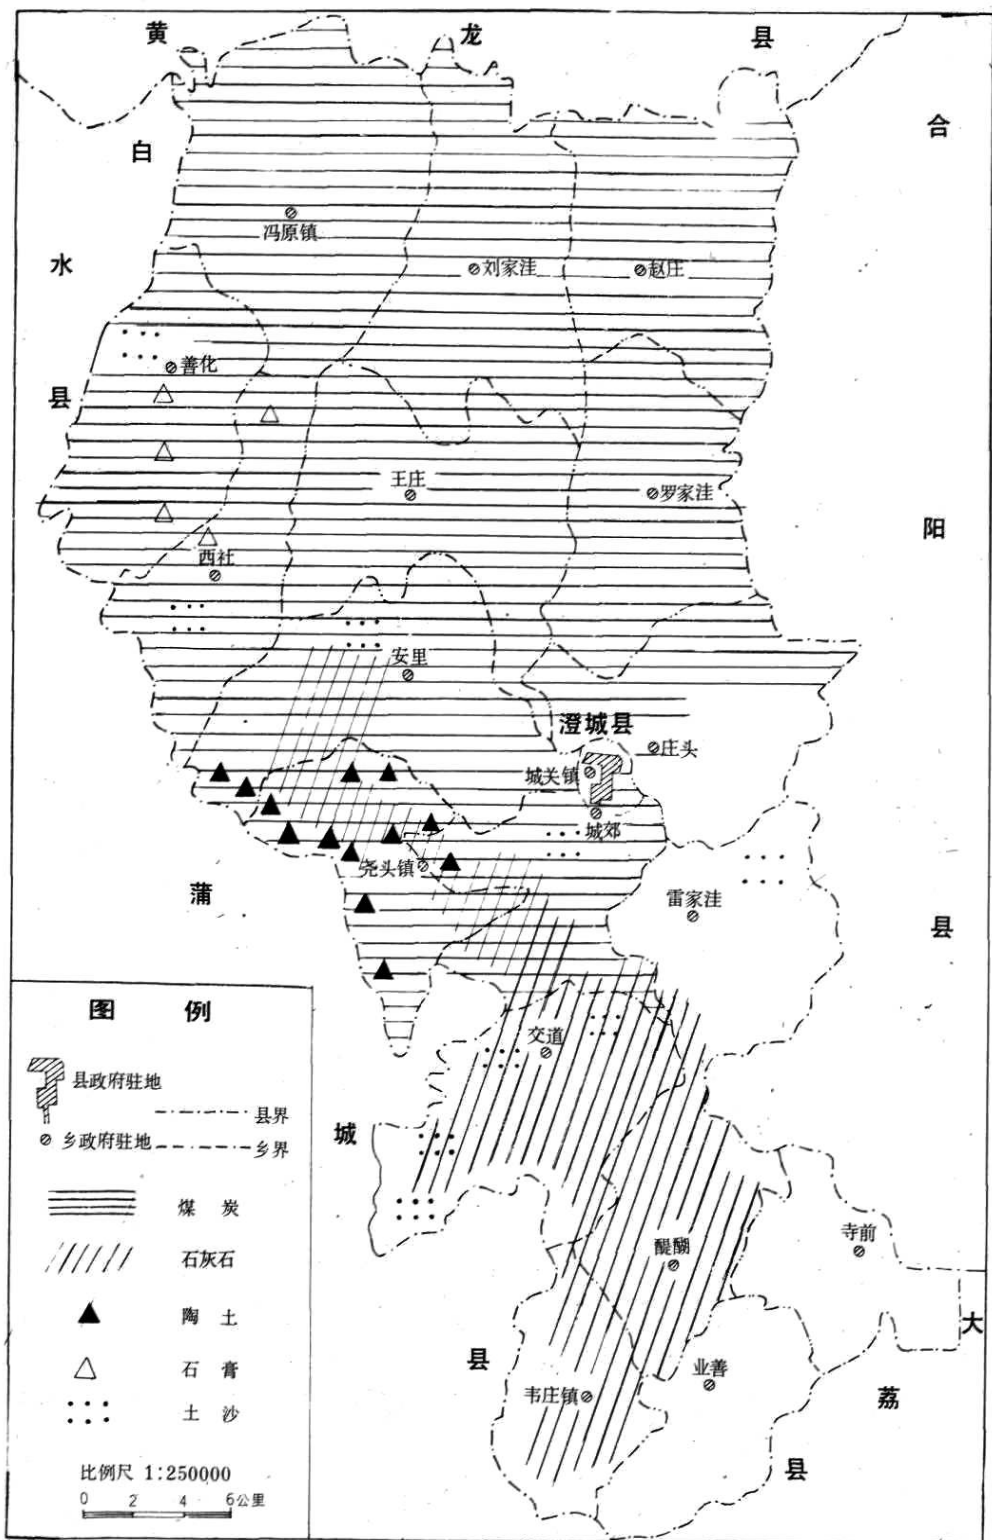 黄龙县
白水县
合阳县
蒲城县
大荔县
冯原镇
刘家洼
赵庄
善化
王庄
罗家洼
西社
安里
澄城县
庄头
城关镇
城郊
尧头镇
雷家洼
交道
寺前
醍醐
业善
韦庄镇
图例
县政府驻地
县界
乡政府驻地
乡界
煤炭
石灰石
陶土
石膏
土沙
比例尺 1:250000
0 2 4 6公里